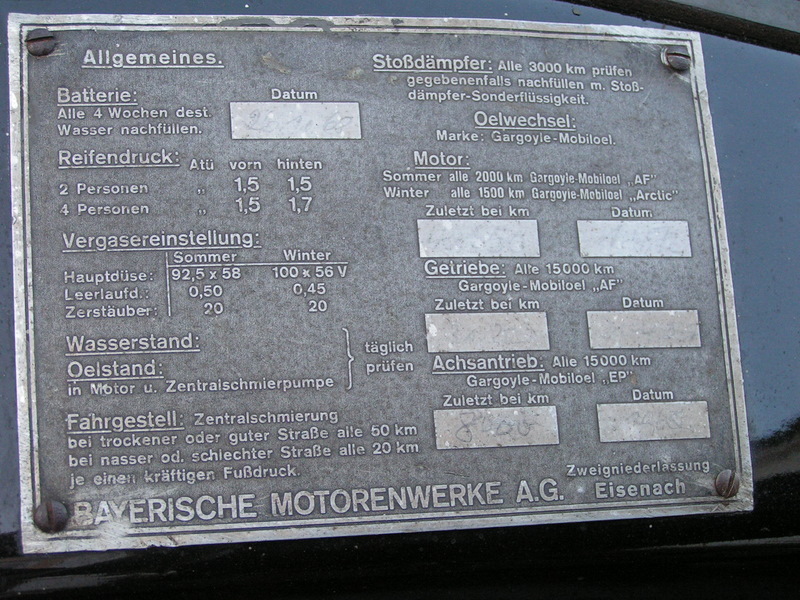 Allgemeines.
Batterie: Datum
Alle 4 Wochen dest.
Wasser nachfüllen.
Reifendruck: Atü vorn hinten
2 Personen „ 1,5 1,5
4 Personen „ 1,5 1,7
Vergasereinstellung:
Sommer Winter
Hauptdüse: 92,5 x 58 100 x 56 V
Leerlaufd.: 0,50 0,45
Zerstäuber: 20 20
Wasserstand:
Oelstand:
in Motor u. Zentralschmierpumpe
täglich
prüfen
Fahrgestell: Zentralschmierung
bei trockener oder guter Straße alle 50 km
bei nasser od. schlechter Straße alle 20 km
je einen kräftigen Fußdruck.
Stoßdämpfer: Alle 3000 km prüfen
gegebenenfalls nachfüllen m. Stoß-
dämpfer-Sonderflüssigkeit.
Oelwechsel:
Marke: Gargoyle-Mobiloel.
Motor:
Sommer alle 2000 km Gargoyle-Mobiloel „AF"
Winter alle 1500 km Gargoyle-Mobiloel „Arctic"
Zuletzt bei km Datum
Getriebe: Alle 15000 km
Gargoyle-Mobiloel „AF"
Zuletzt bei km Datum
Achsantrieb: Alle 15000 km
Gargoyle-Mobiloel „EP"
Zuletzt bei km Datum
Zweigniederlassung
BAYERISCHE MOTORENWERKE A.G. Eisenach